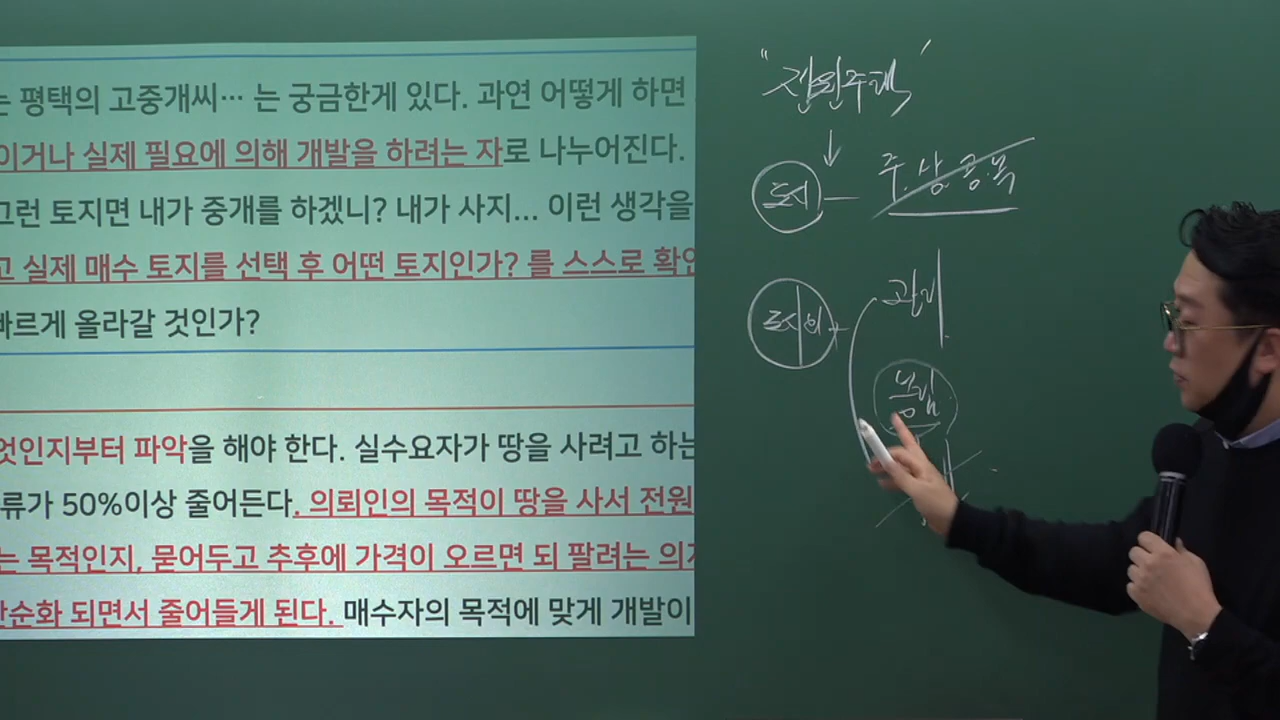 는 평택의 고중개씨… 는 궁금한게 있다. 과연 어떻게 하면
이거나 실제 필요에 의해 개발을 하려는 자로 나누어진다.
그런 토지면 내가 중개를 하겠니? 내가 사지... 이런 생각을
고 실제 매수 토지를 선택 후 어떤 토지인가? 를 스스로 확인
빠르게 올라갈 것인가?
엇인지부터 파악을 해야 한다. 실수요자가 땅을 사려고 하는
류가 50%이상 줄어든다. 의뢰인의 목적이 땅을 사서 전원
는 목적인지, 묻어두고 추후에 가격이 오르면 되 팔려는 의지
단순화 되면서 줄어들게 된다. 매수자의 목적에 맞게 개발이
"전원주택"
도시 - 주.상.공.녹
도시 외
관리
농림